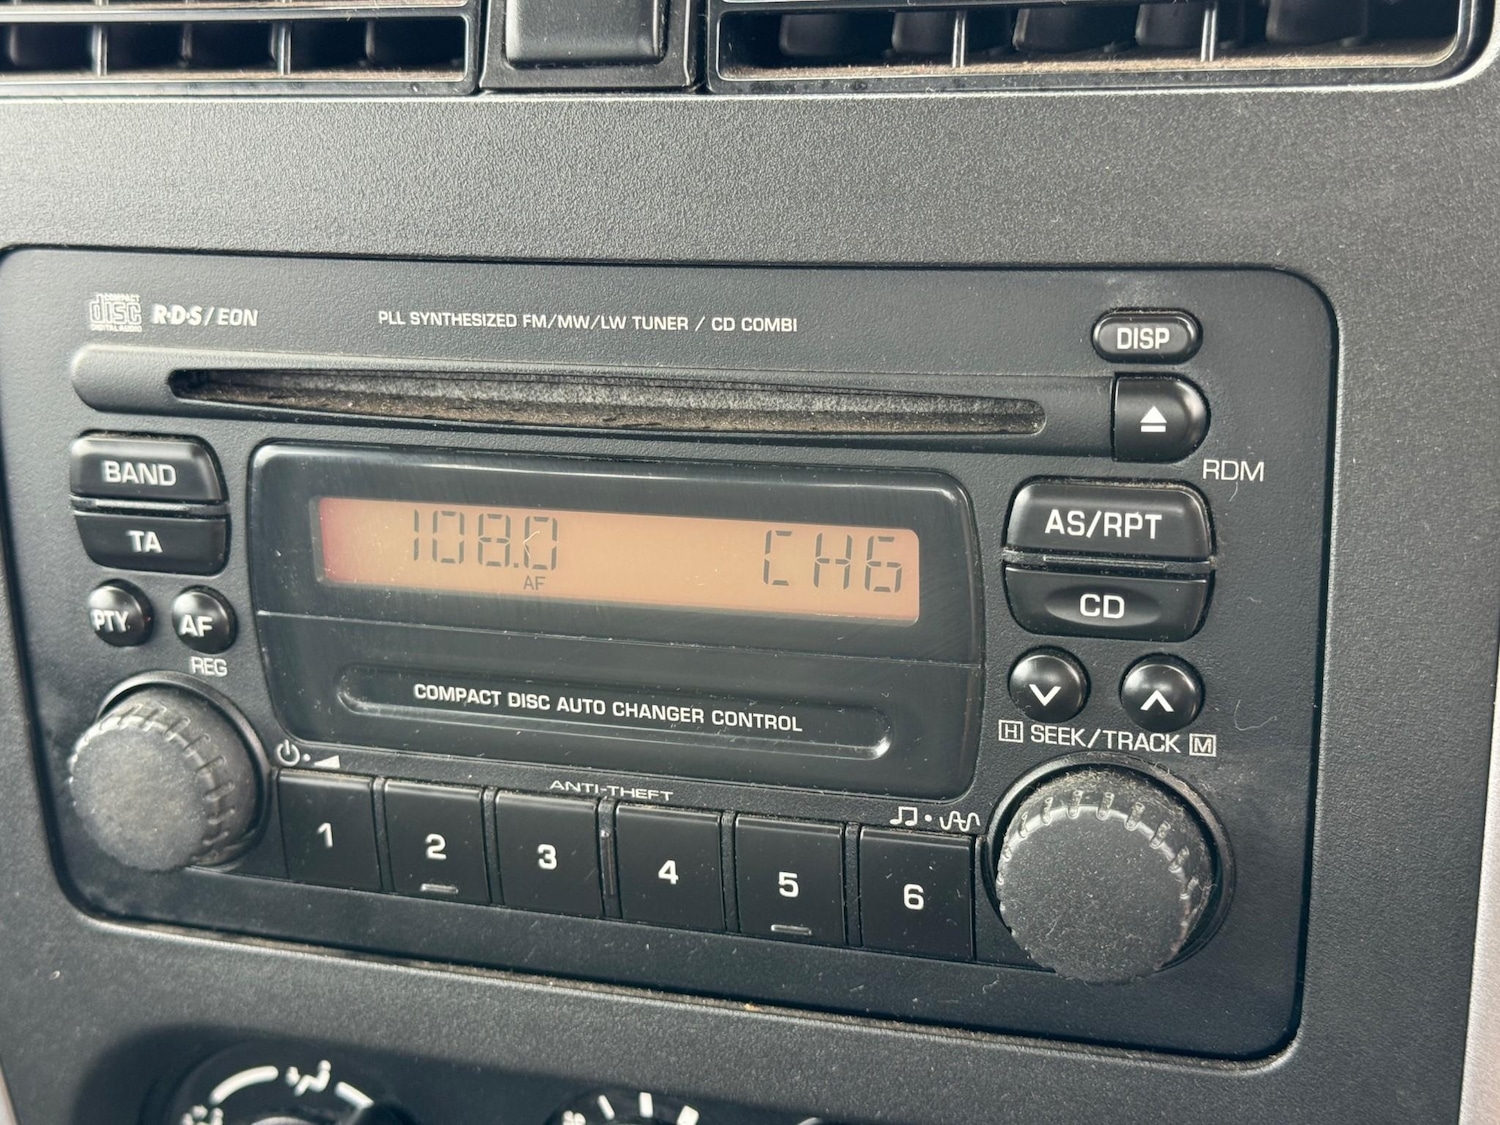 COMPACT disc DIGITAL AUDIO R·D·S/EON
PLL SYNTHESIZED FM/MW/LW TUNER / CD COMBI
DISP
RDM
BAND
TA
PTY
AF
REG
108.0
AF
CH6
AS/RPT
CD
H SEEK/TRACK M
COMPACT DISC AUTO CHANGER CONTROL
ANTI-THEFT
1
2
3
4
5
6